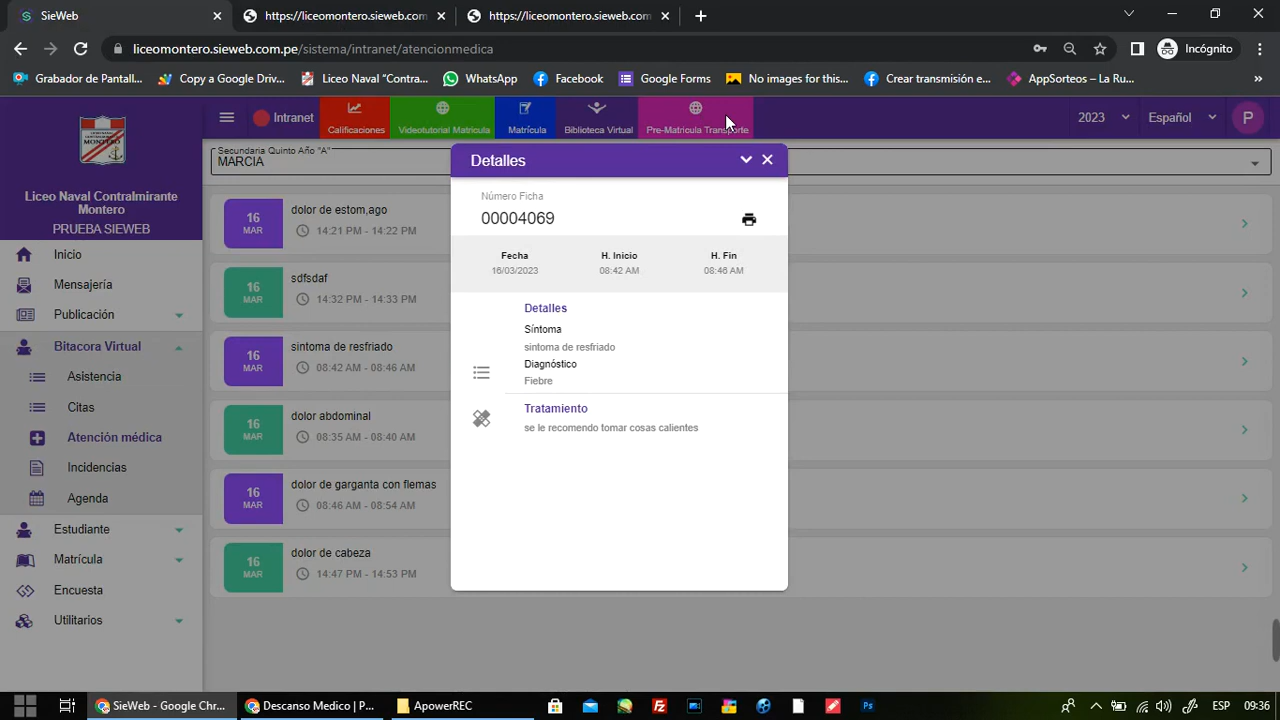 SieWeb
https://liceomontero.sieweb.com
https://liceomontero.sieweb.com
liceomontero.sieweb.com.pe/sistema/intranet/atencionmedica
Incógnito
Grabador de Pantall...
Copy a Google Driv...
Liceo Naval “Contra...
WhatsApp
Facebook
Google Forms
No images for this...
Crear transmisión e...
AppSorteos – La Ru...
»
Intranet
Calificaciones
Videotutorial Matricula
Matrícula
Biblioteca Virtual
Pre-Matricula Transporte
2023
Español
P
Liceo Naval Contralmirante
Montero
PRUEBA SIEWEB
Inicio
Mensajería
Publicación
Bitacora Virtual
Asistencia
Citas
Atención médica
Incidencias
Agenda
Estudiante
Matrícula
Encuesta
Utilitarios
Secundaria Quinto Año "A"
MARCIA
16
MAR
dolor de estom,ago
14:21 PM - 14:22 PM
16
MAR
sdfsdaf
14:32 PM - 14:33 PM
16
MAR
sintoma de resfriado
08:42 AM - 08:46 AM
16
MAR
dolor abdominal
08:35 AM - 08:40 AM
16
MAR
dolor de garganta con flemas
08:46 AM - 08:54 AM
16
MAR
dolor de cabeza
14:47 PM - 14:53 PM
Detalles
Número Ficha
00004069
Fecha H. Inicio H. Fin
16/03/2023 08:42 AM 08:46 AM
Detalles
Síntoma
sintoma de resfriado
Diagnóstico
Fiebre
Tratamiento
se le recomendo tomar cosas calientes
SieWeb - Google Chr...
Descanso Medico | P...
ApowerREC
ESP
09:36